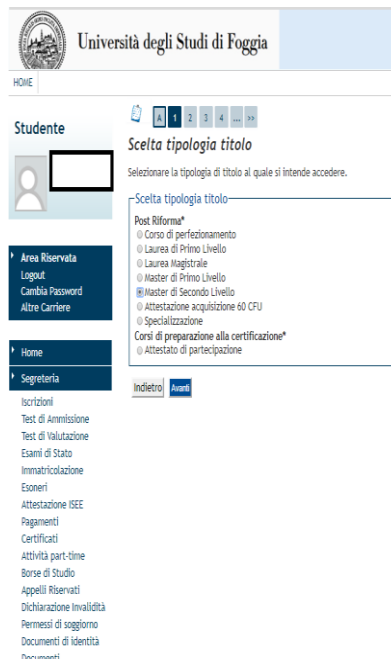 Università degli Studi di Foggia
HOME
Studente
A 1 2 3 4 ... >>
Scelta tipologia titolo
Selezionare la tipologia di titolo al quale si intende accedere.
Scelta tipologia titolo
Post Riforma*
Corso di perfezionamento
Laurea di Primo Livello
Laurea Magistrale
Master di Primo Livello
Master di Secondo Livello
Attestazione acquisizione 60 CFU
Specializzazione
Corsi di preparazione alla certificazione*
Attestato di partecipazione
Indietro Avanti
Area Riservata
Logout
Cambia Password
Altre Carriere
Home
Segreteria
Iscrizioni
Test di Ammissione
Test di Valutazione
Esami di Stato
Immatricolazione
Esoneri
Attestazione ISEE
Pagamenti
Certificati
Attività part-time
Borse di Studio
Appelli Riservati
Dichiarazione Invalidità
Permessi di soggiorno
Documenti di identità
Documenti